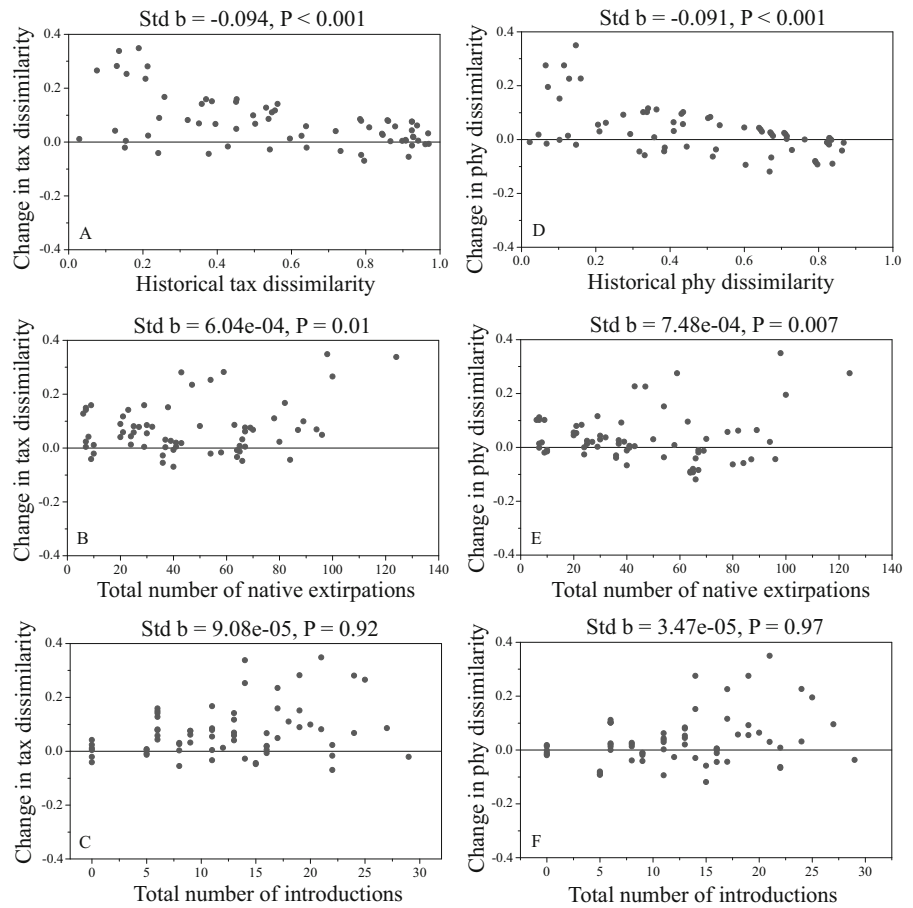 Std b = -0.094, P < 0.001
Change in tax dissimilarity
0.4
0.2
0.0
-0.2
-0.4
A
0.0 0.2 0.4 0.6 0.8 1.0
Historical tax dissimilarity
Std b = -0.091, P < 0.001
Change in phy dissimilarity
0.4
0.2
0.0
-0.2
-0.4
D
0.0 0.2 0.4 0.6 0.8 1.0
Historical phy dissimilarity
Std b = 6.04e-04, P = 0.01
Change in tax dissimilarity
0.4
0.2
0.0
-0.2
-0.4
B
0 20 40 60 80 100 120 140
Total number of native extirpations
Std b = 7.48e-04, P = 0.007
Change in phy dissimilarity
0.4
0.2
0.0
-0.2
-0.4
E
0 20 40 60 80 100 120 140
Total number of native extirpations
Std b = 9.08e-05, P = 0.92
Change in tax dissimilarity
0.4
0.2
0.0
-0.2
-0.4
C
0 5 10 15 20 25 30
Total number of introductions
Std b = 3.47e-05, P = 0.97
Change in phy dissimilarity
0.4
0.2
0.0
-0.2
-0.4
F
0 5 10 15 20 25 30
Total number of introductions